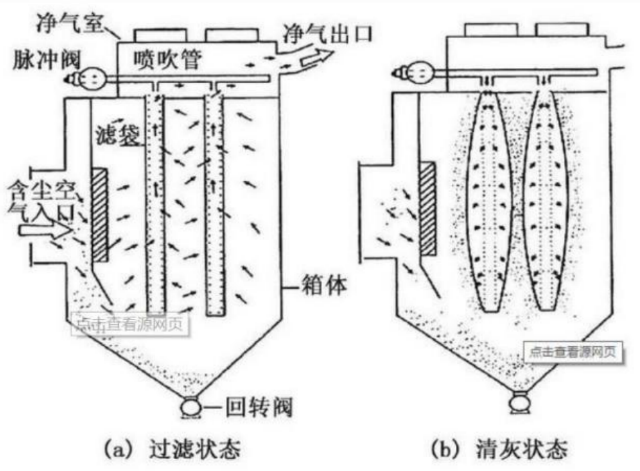 净气室
净气出口
脉冲阀
喷吹管
滤袋
含尘空
气入口
箱体
点击查看源网页
点击查看源网页
回转阀
(a) 过滤状态
(b) 清灰状态